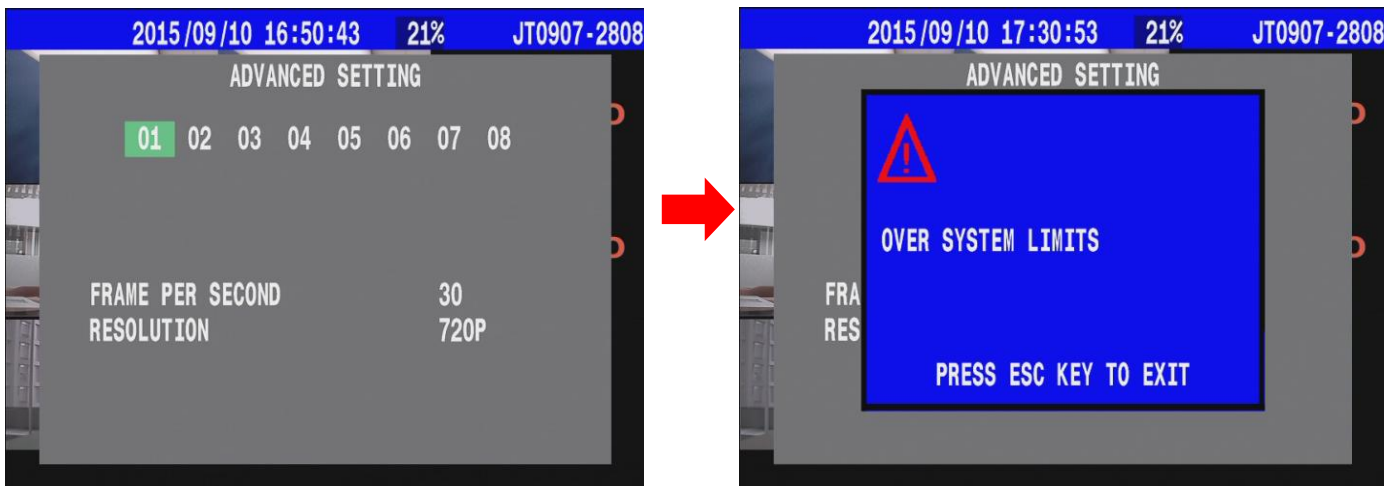 2015/09/10 16:50:43 21% JT0907-2808
ADVANCED SETTING
01 02 03 04 05 06 07 08
FRAME PER SECOND 30
RESOLUTION 720P
2015/09/10 17:30:53 21% JT0907-2808
ADVANCED SETTING
OVER SYSTEM LIMITS
FRA
RES
PRESS ESC KEY TO EXIT